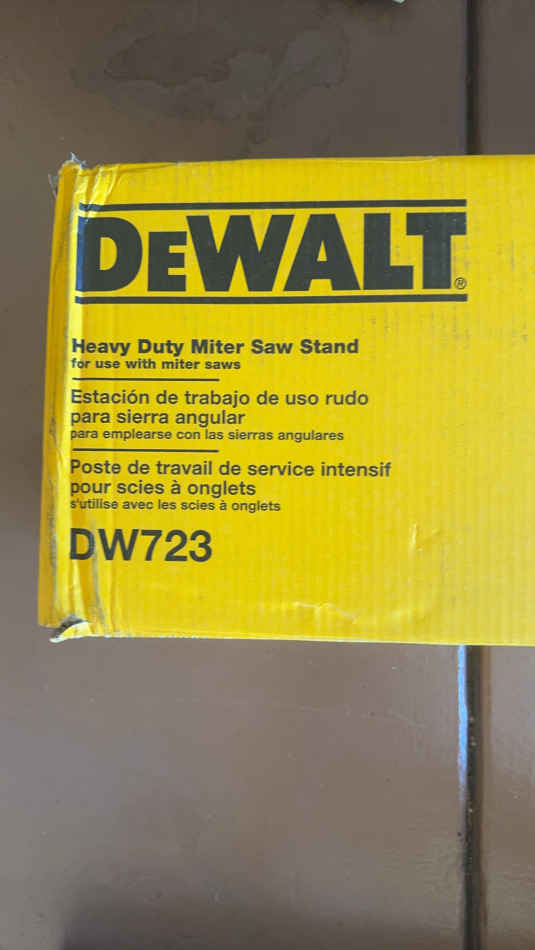 DEWALT®
Heavy Duty Miter Saw Stand
for use with miter saws
Estación de trabajo de uso rudo
para sierra angular
para emplearse con las sierras angulares
Poste de travail de service intensif
pour scies à onglets
s'utilise avec les scies à onglets
DW723